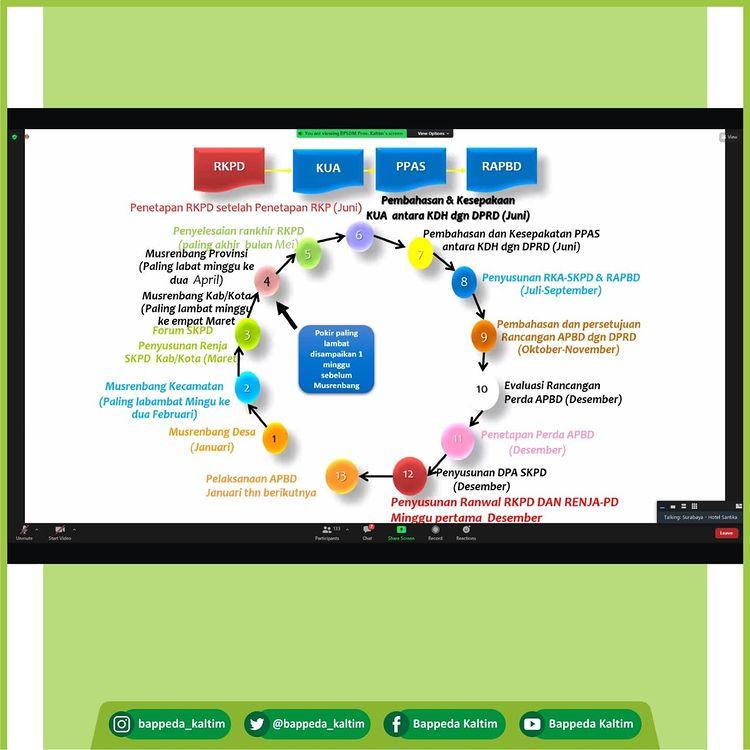 You are viewing BPSDM Prov. Kaltim's screen
View Options
View
RKPD
KUA
PPAS
RAPBD
Penetapan RKPD setelah Penetapan RKP (Juni)
Pembahasan & Kesepakaan
KUA antara KDH dgn DPRD (Juni)
Penyelesaian rankhir RKPD
(paling akhir bulan Mei)
5
6
7
Pembahasan dan Kesepakatan PPAS
antara KDH dgn DPRD (Juni)
Musrenbang Provinsi
(Paling labat minggu ke
dua April)
4
8
Penyusunan RKA-SKPD & RAPBD
(Juli-September)
Musrenbang Kab/Kota
(Paling lambat minggu
ke empat Maret
Forum SKPD
Penyusunan Renja
SKPD Kab/Kota (Maret
3
Pokir paling
lambat
disampaikan 1
minggu
sebelum
Musrenbang
9
Pembahasan dan persetujuan
Rancangan APBD dgn DPRD
(Oktober-November)
Musrenbang Kecamatan
(Paling labambat Mingu ke
dua Februari)
2
10
Evaluasi Rancangan
Perda APBD (Desember)
Musrenbang Desa
(Januari)
1
11
Penetapan Perda APBD
(Desember)
Pelaksanaan APBD
Januari thn berikutnya
13
12
Penyusunan DPA SKPD
(Desember)
Penyusunan Ranwal RKPD DAN RENJA-PD
Minggu pertama Desember
Talking: Surabaya - Hotel Santika
Unmute
Start Video
133
Participants
Chat
Share Screen
Record
Reactions
Leave
bappeda_kaltim
@bappeda_kaltim
Bappeda Kaltim
Bappeda Kaltim